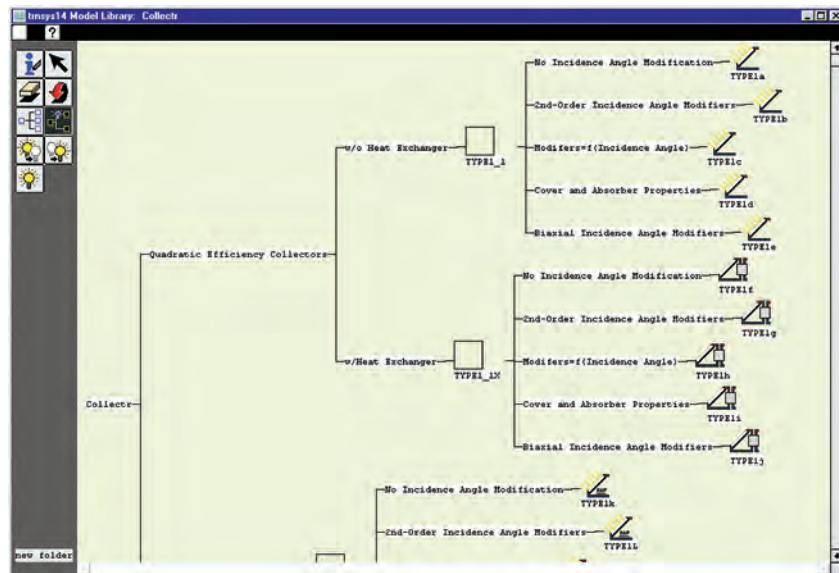 trnsys14 Model Library: Collectr
?
No Incidence Angle Modification
TYPE1a
2nd-Order Incidence Angle Modifiers
TYPE1b
w/o Heat Exchanger
TYPE1_1
Modifers=f(Incidence Angle)
TYPE1c
Cover and Absorber Properties
TYPE1d
Biaxial Incidence Angle Modifiers
TYPE1e
Quadratic Efficiency Collectors
No Incidence Angle Modification
TYPE1f
2nd-Order Incidence Angle Modifiers
TYPE1g
w/Heat Exchanger
TYPE1_1X
Modifers=f(Incidence Angle)
TYPE1h
Collectr
Cover and Absorber Properties
TYPE1i
Biaxial Incidence Angle Modifiers
TYPE1j
No Incidence Angle Modification
TYPE1k
2nd-Order Incidence Angle Modifiers
TYPE1L
new folder